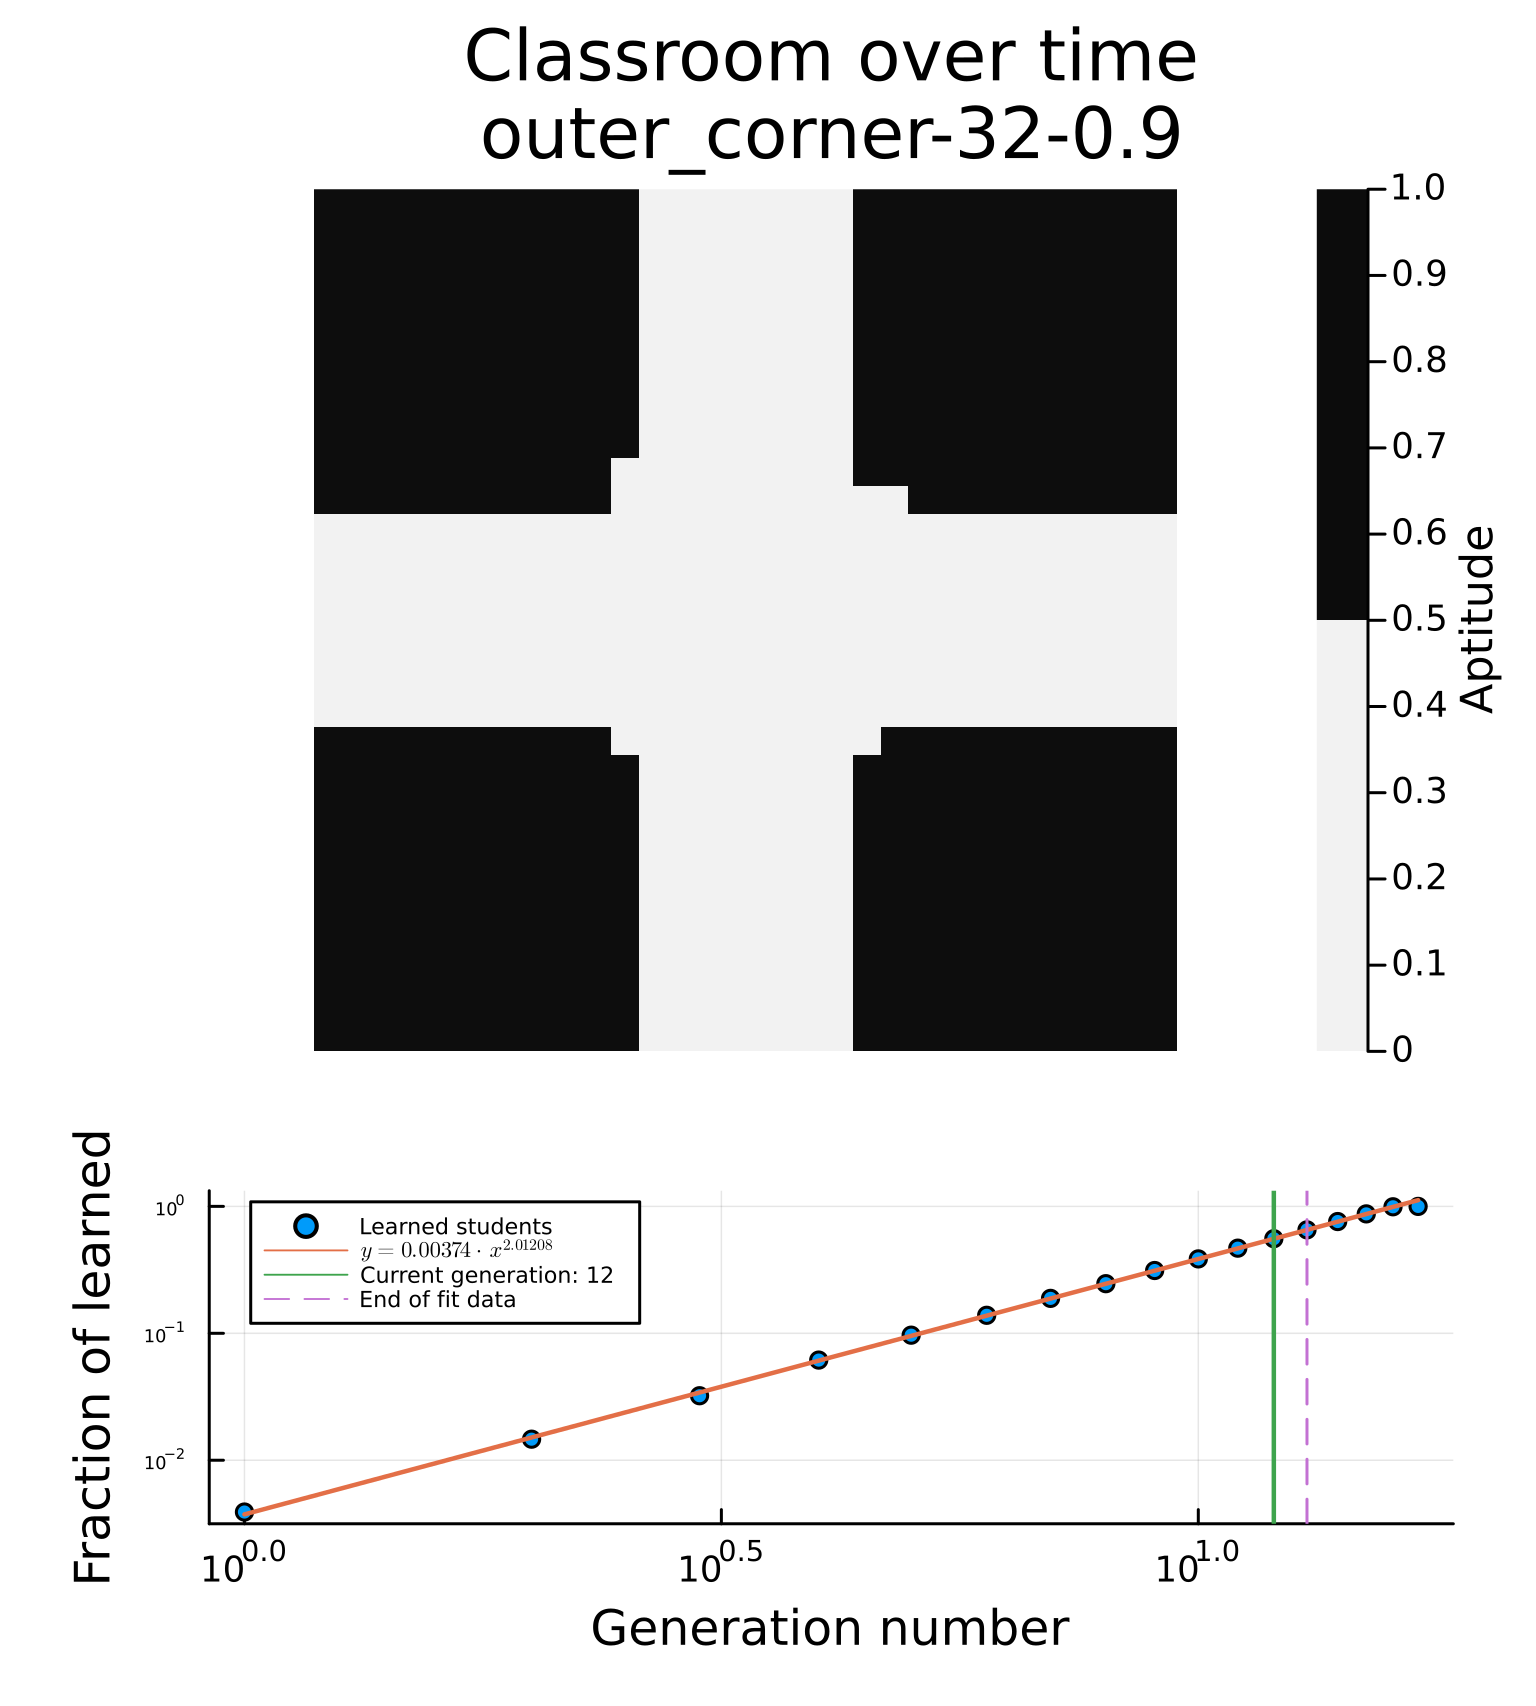 Classroom over time
outer_corner-32-0.9
1.0
0.9
0.8
0.7
0.6
0.5
0.4
0.3
0.2
0.1
0
Aptitude
Fraction of learned
10⁰
10⁻¹
10⁻²
Learned students
y = 0.00374 · x^2.01208
Current generation: 12
End of fit data
10^0.0
10^0.5
10^1.0
Generation number